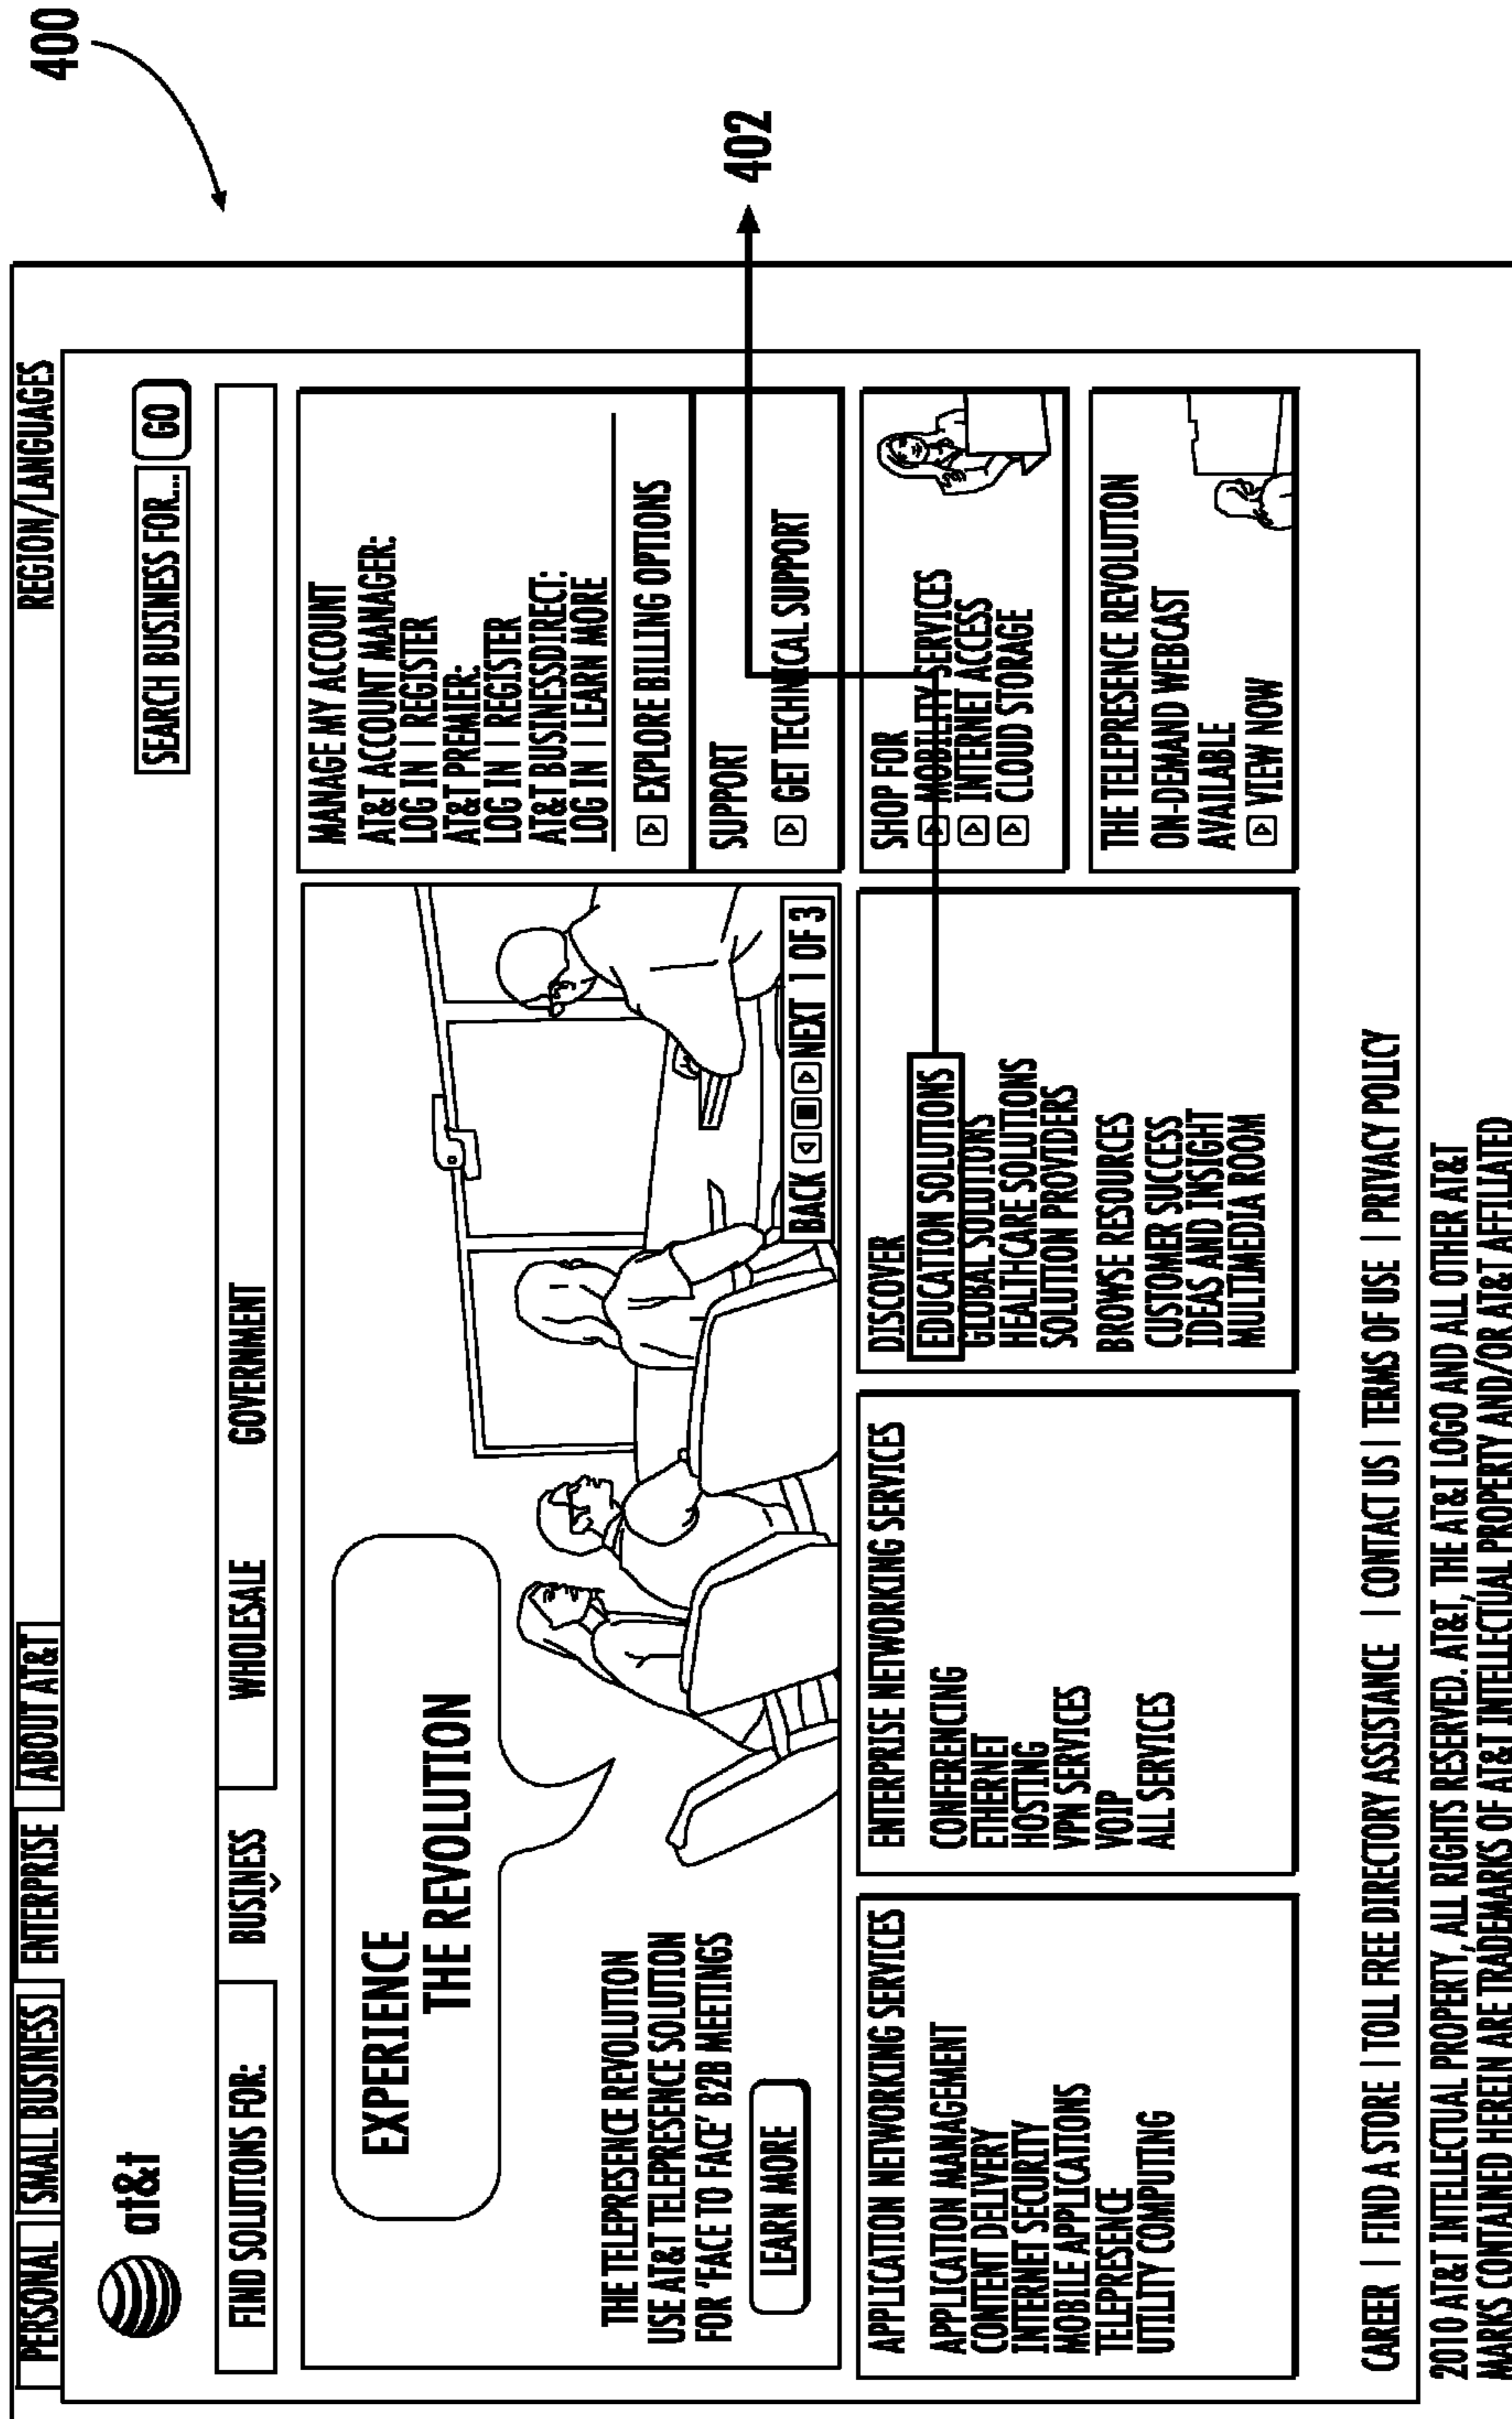 400
PERSONAL
SMALL BUSINESS
ENTERPRISE
ABOUT AT&T
REGION/LANGUAGES
at&t
SEARCH BUSINESS FOR...
GO
FIND SOLUTIONS FOR:
BUSINESS
WHOLESALE
GOVERNMENT
EXPERIENCE
THE REVOLUTION
THE TELEPRESENCE REVOLUTION
USE AT&T TELEPRESENCE SOLUTION
FOR 'FACE TO FACE' B2B MEETINGS
LEARN MORE
BACK NEXT 1 OF 3
MANAGE MY ACCOUNT
AT&T ACCOUNT MANAGER:
LOG IN | REGISTER
AT&T PREMIER:
LOG IN | REGISTER
AT&T BUSINESSDIRECT:
LOG IN | LEARN MORE
EXPLORE BILLING OPTIONS
SUPPORT
GET TECHNICAL SUPPORT
402
APPLICATION NETWORKING SERVICES
APPLICATION MANAGEMENT
CONTENT DELIVERY
INTERNET SECURITY
MOBILE APPLICATIONS
TELEPRESENCE
UTILITY COMPUTING
ENTERPRISE NETWORKING SERVICES
CONFERENCING
ETHERNET
HOSTING
VPN SERVICES
VOIP
ALL SERVICES
DISCOVER
EDUCATION SOLUTIONS
GLOBAL SOLUTIONS
HEALTHCARE SOLUTIONS
SOLUTION PROVIDERS
BROWSE RESOURCES
CUSTOMER SUCCESS
IDEAS AND INSIGHT
MULTIMEDIA ROOM
SHOP FOR
MOBILITY SERVICES
INTERNET ACCESS
CLOUD STORAGE
THE TELEPRESENCE REVOLUTION
ON-DEMAND WEBCAST
AVAILABLE
VIEW NOW
CAREER | FIND A STORE | TOLL FREE DIRECTORY ASSISTANCE | CONTACT US | TERMS OF USE | PRIVACY POLICY
2010 AT&T INTELLECTUAL PROPERTY, ALL RIGHTS RESERVED. AT&T, THE AT&T LOGO AND ALL OTHER AT&T
MARKS CONTAINED HEREIN ARE TRADEMARKS OF AT&T INTELLECTUAL PROPERTY AND/OR AT&T AFFILIATED